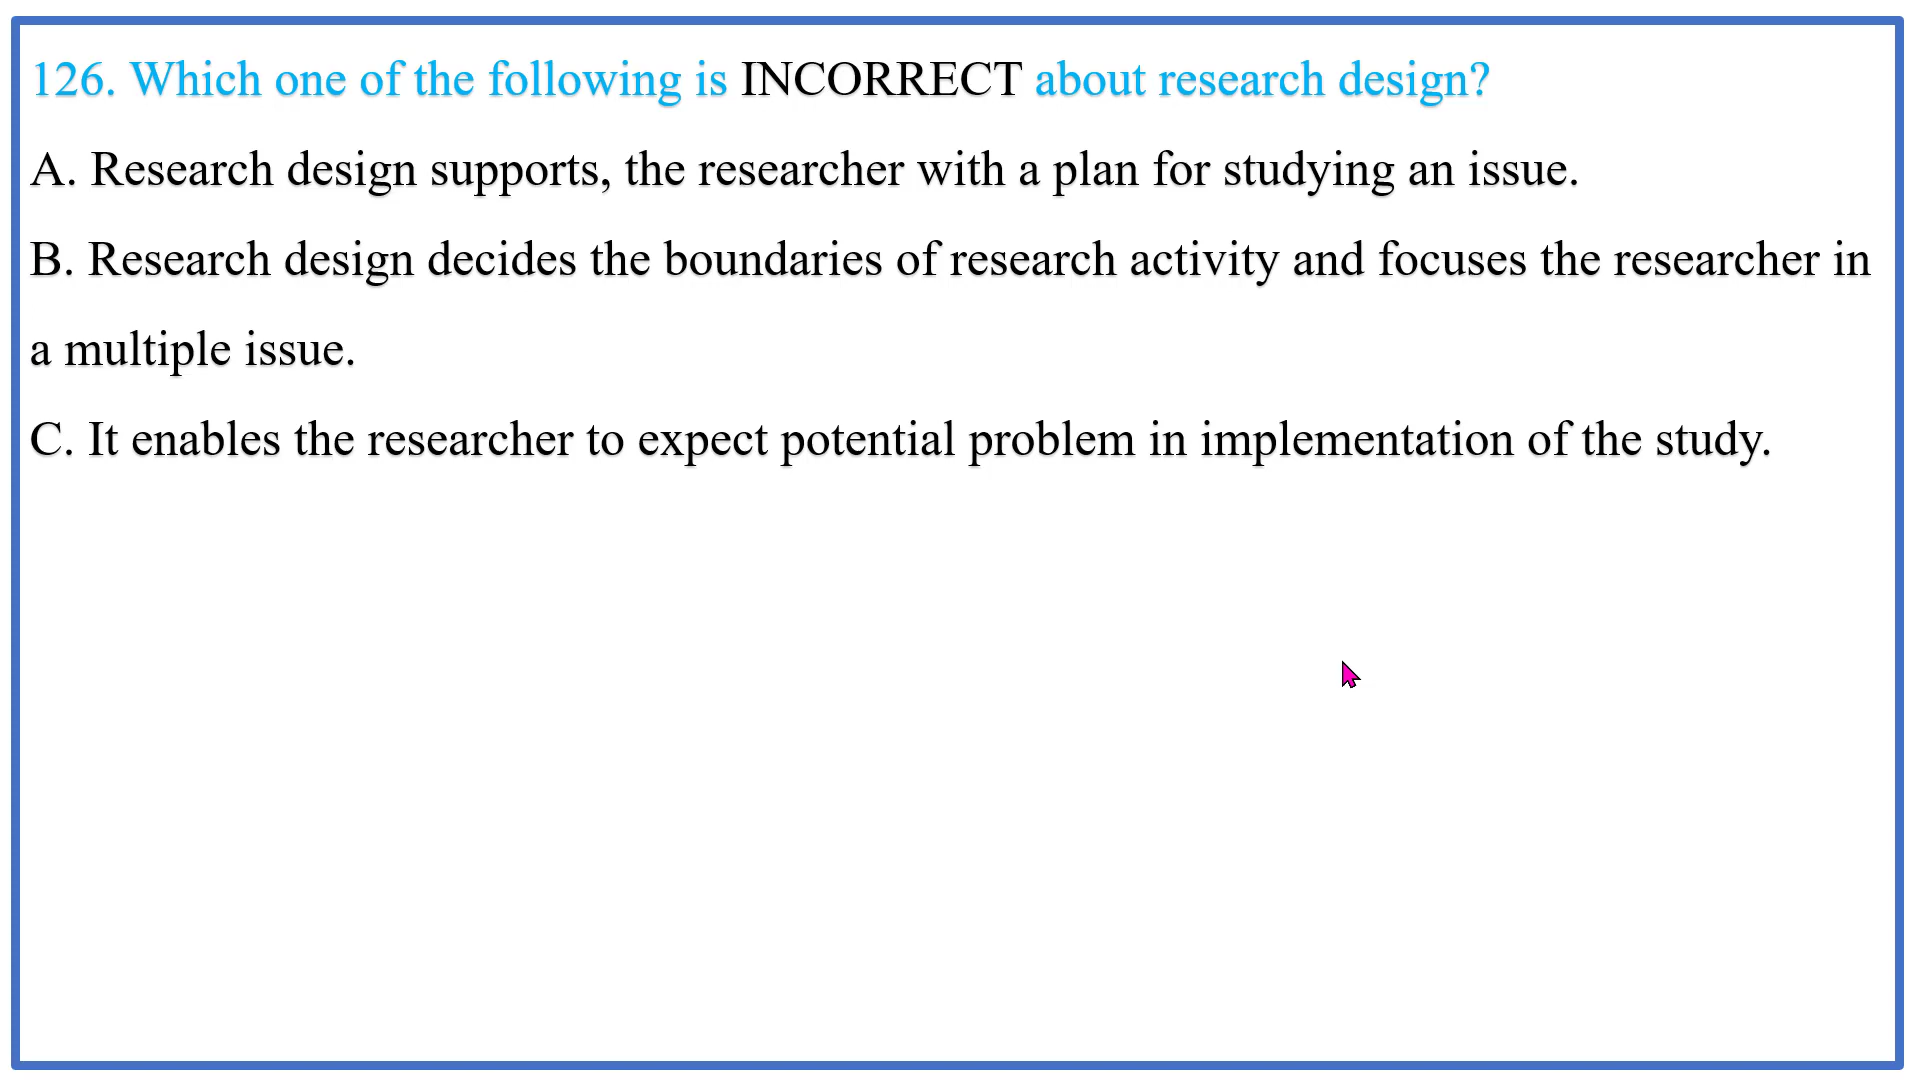 126. Which one of the following is INCORRECT about research design?
A. Research design supports, the researcher with a plan for studying an issue.
B. Research design decides the boundaries of research activity and focuses the researcher in
a multiple issue.
C. It enables the researcher to expect potential problem in implementation of the study.